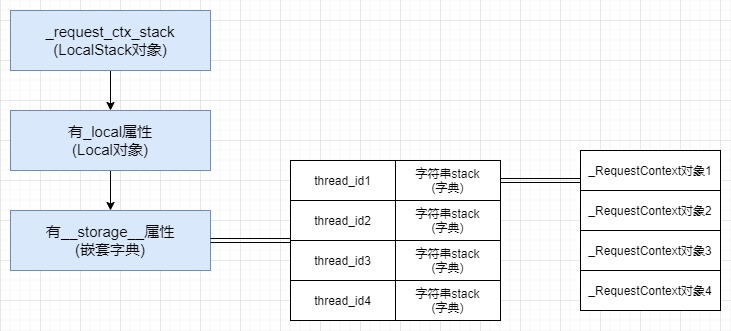 _request_ctx_stack
(LocalStack对象)
有_local属性
(Local对象)
有__storage__属性
(嵌套字典)
thread_id1
字符串stack
(字典)
thread_id2
字符串stack
(字典)
thread_id3
字符串stack
(字典)
thread_id4
字符串stack
(字典)
_RequestContext对象1
_RequestContext对象2
_RequestContext对象3
_RequestContext对象4